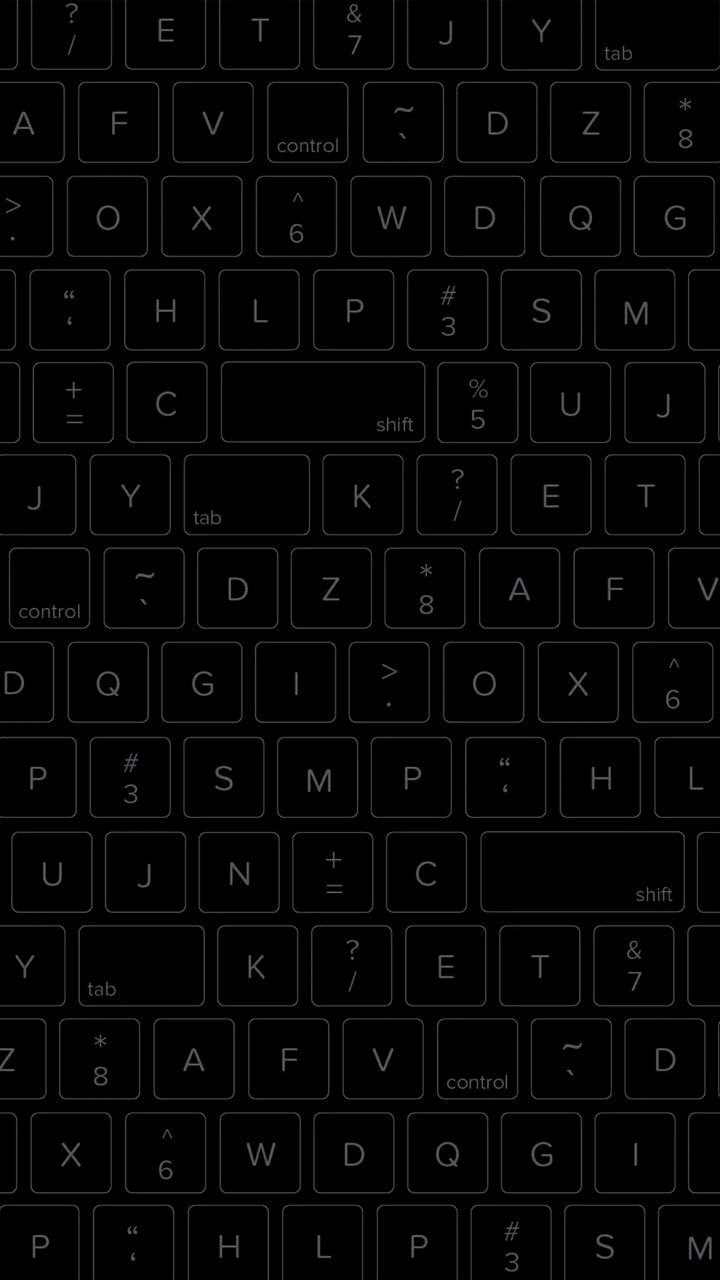 ? / E T & 7 J Y tab
A F V control ~ ` D Z * 8
> . O X ^ 6 W D Q G
“ ‘ H L P # 3 S M
+ = C shift % 5 U J
J Y tab K ? / E T
control ~ ` D Z * 8 A F V
D Q G I > . O X ^ 6
P # 3 S M P “ ‘ H L
U J N + = C shift
Y tab K ? / E T & 7
Z * 8 A F V control ~ ` D
X ^ 6 W D Q G I
P “ ‘ H L P # 3 S M